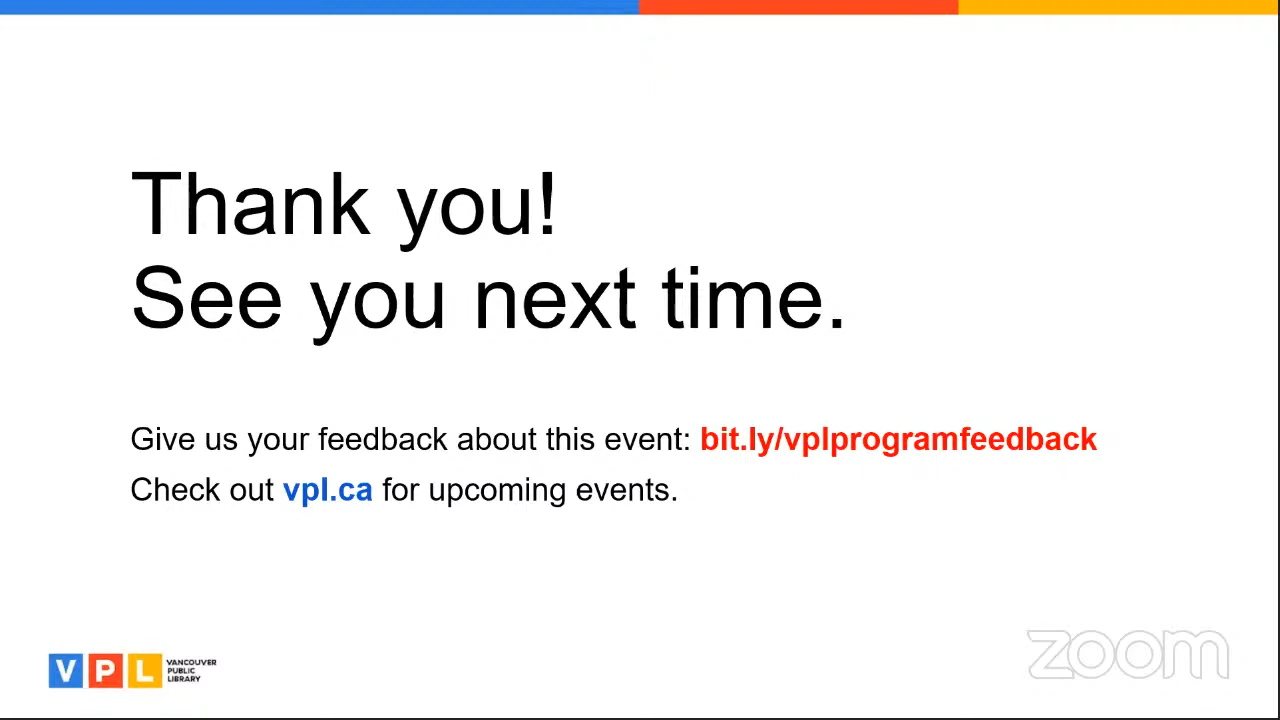 Thank you!
See you next time.
Give us your feedback about this event: bit.ly/vplprogramfeedback
Check out vpl.ca for upcoming events.
VPL
VANCOUVER
PUBLIC
LIBRARY
zoom